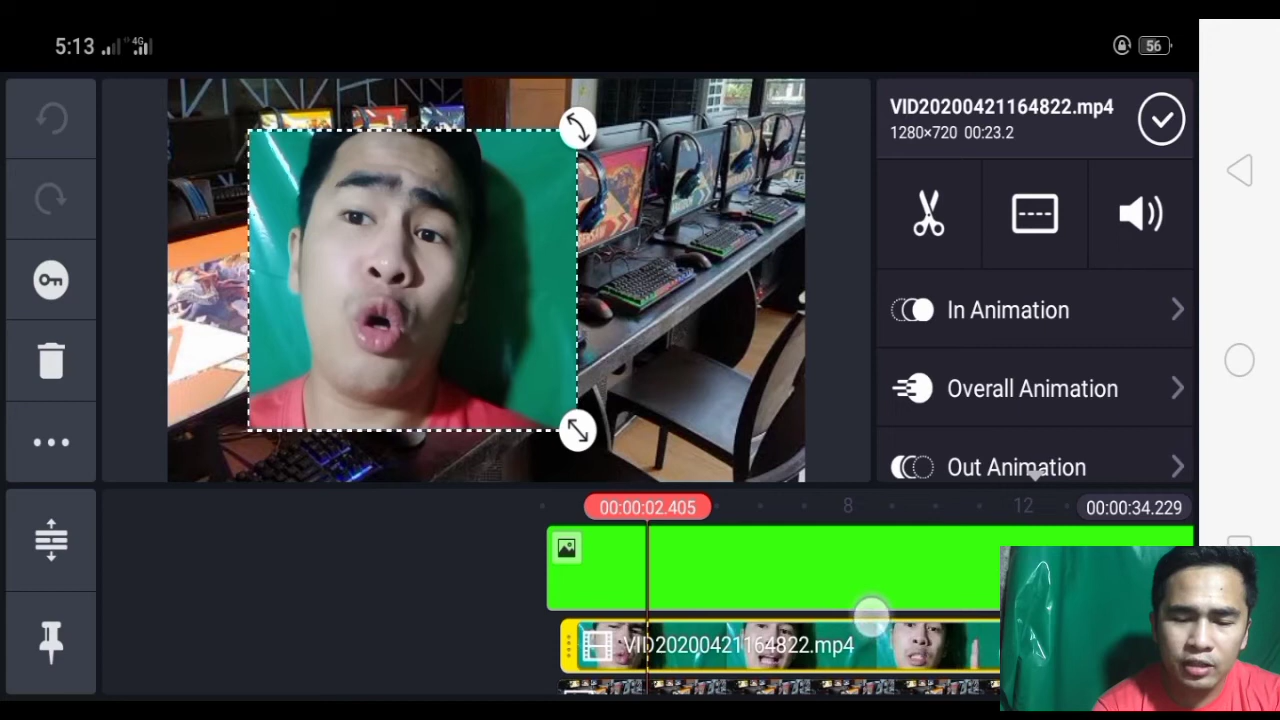 5:13
4G
56
VID20200421164822.mp4
1280×720 00:23.2
In Animation
Overall Animation
Out Animation
00:00:02.405
8
12
00:00:34.229
VID20200421164822.mp4